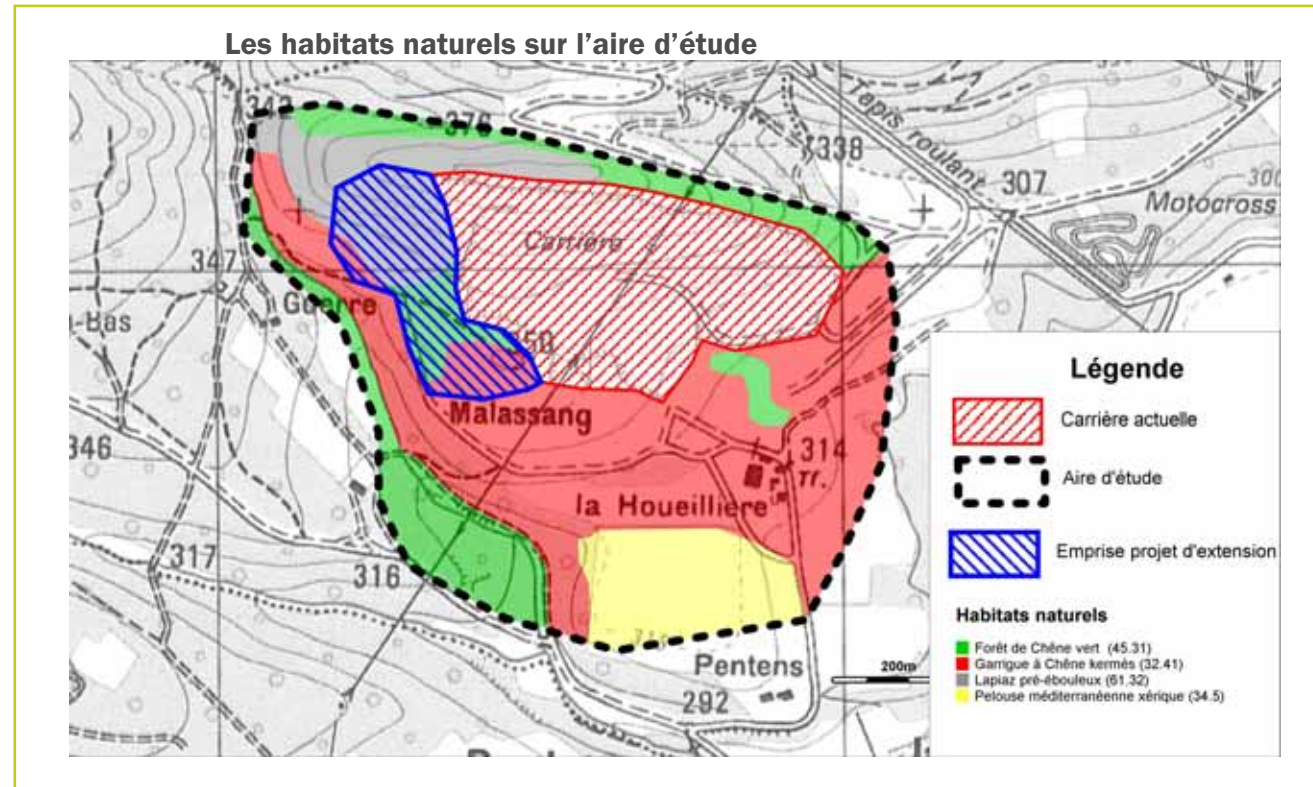 Les habitats naturels sur l'aire d'étude
342
376
338
Tapis roulant
307
300
Motocross
Carrière
347
Guerre
-Bas
350
Malassang
346
314
Tr.
la Houeillière
317
316
Pentens
292
200m
Légende
Carrière actuelle
Aire d'étude
Emprise projet d'extension
Habitats naturels
Forêt de Chêne vert (45.31)
Garrigue à Chêne kermés (32.41)
Lapiaz pré-ébouleux (61.32)
Pelouse méditerranéenne xérique (34.5)